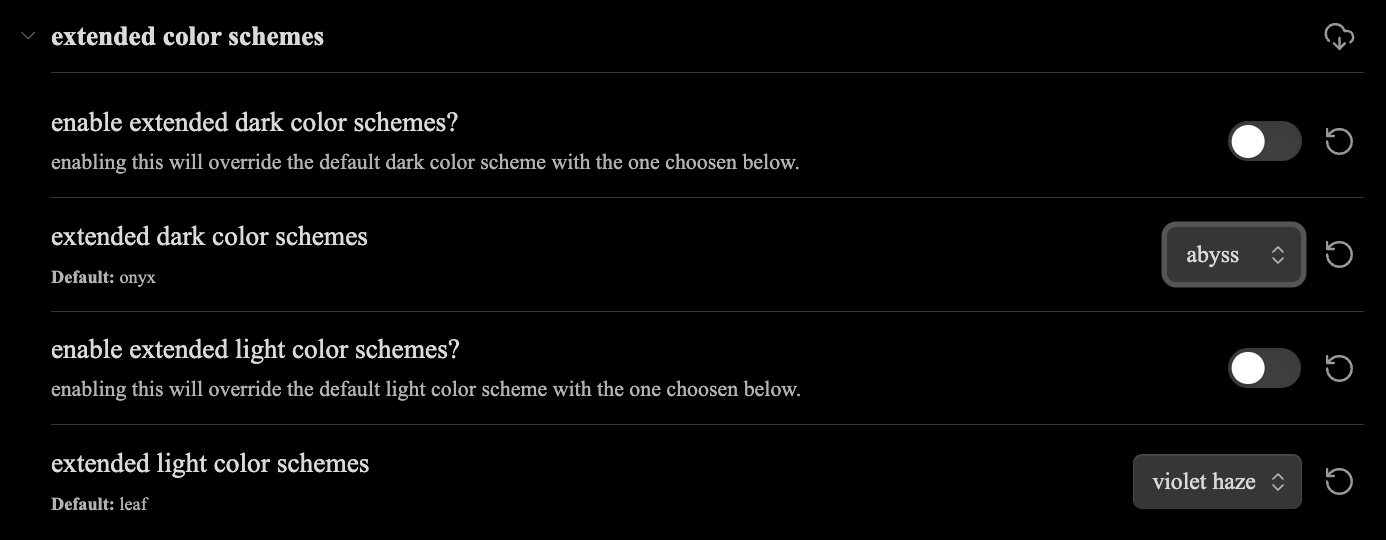 extended color schemes
enable extended dark color schemes?
enabling this will override the default dark color scheme with the one choosen below.
extended dark color schemes
abyss
Default: onyx
enable extended light color schemes?
enabling this will override the default light color scheme with the one choosen below.
extended light color schemes
violet haze
Default: leaf